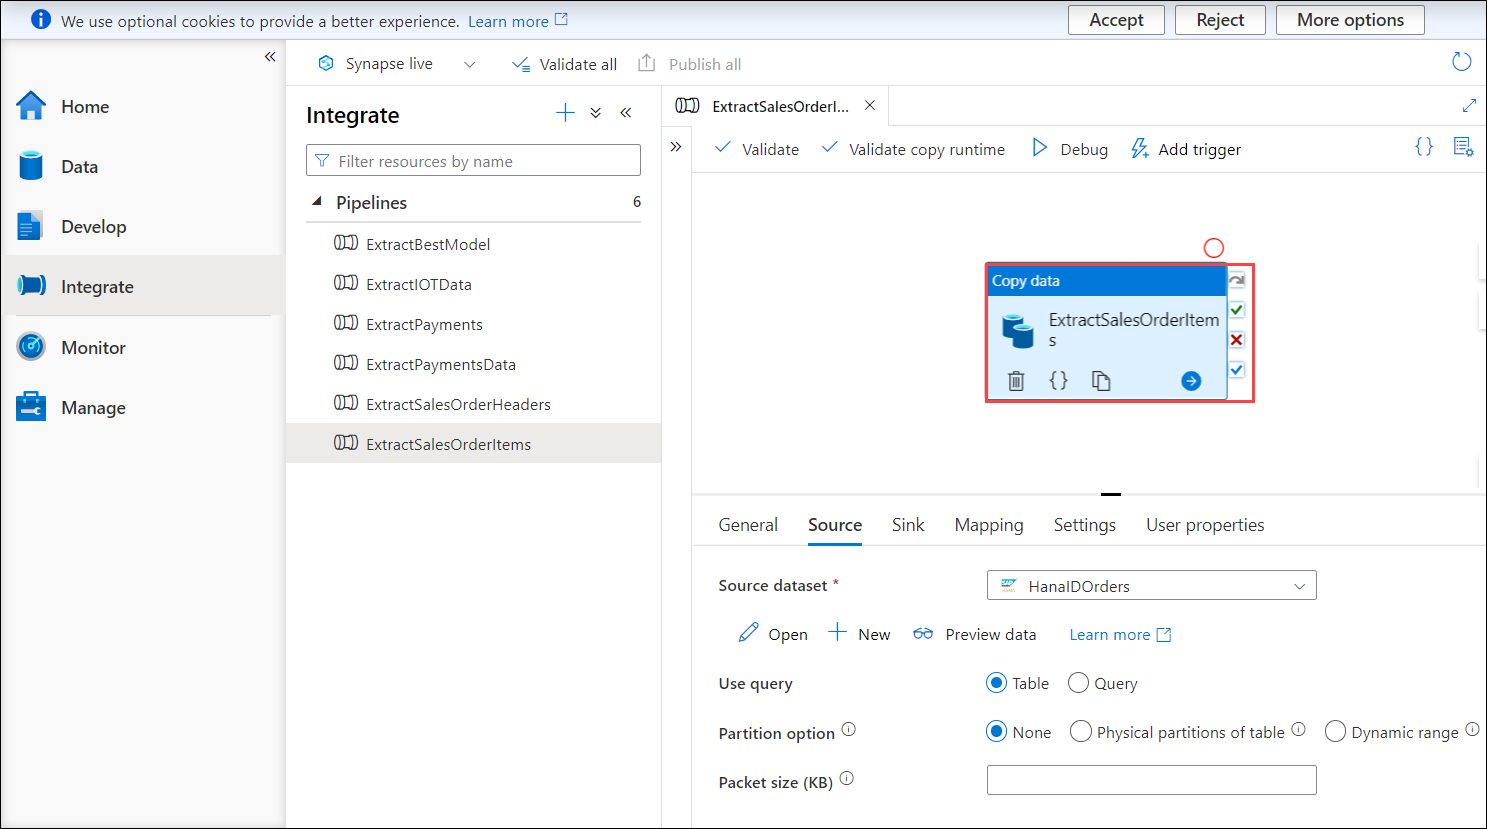 We use optional cookies to provide a better experience. Learn more
Accept
Reject
More options
Home
Data
Develop
Integrate
Monitor
Manage
Synapse live
Validate all
Publish all
Integrate
Filter resources by name
Pipelines 6
ExtractBestModel
ExtractIOTData
ExtractPayments
ExtractPaymentsData
ExtractSalesOrderHeaders
ExtractSalesOrderItems
ExtractSalesOrderI...
Validate
Validate copy runtime
Debug
Add trigger
Copy data
ExtractSalesOrderItem
s
General
Source
Sink
Mapping
Settings
User properties
Source dataset *
SAP HANA
HanaIDOrders
Open
New
Preview data
Learn more
Use query
Table
Query
Partition option
None
Physical partitions of table
Dynamic range
Packet size (KB)